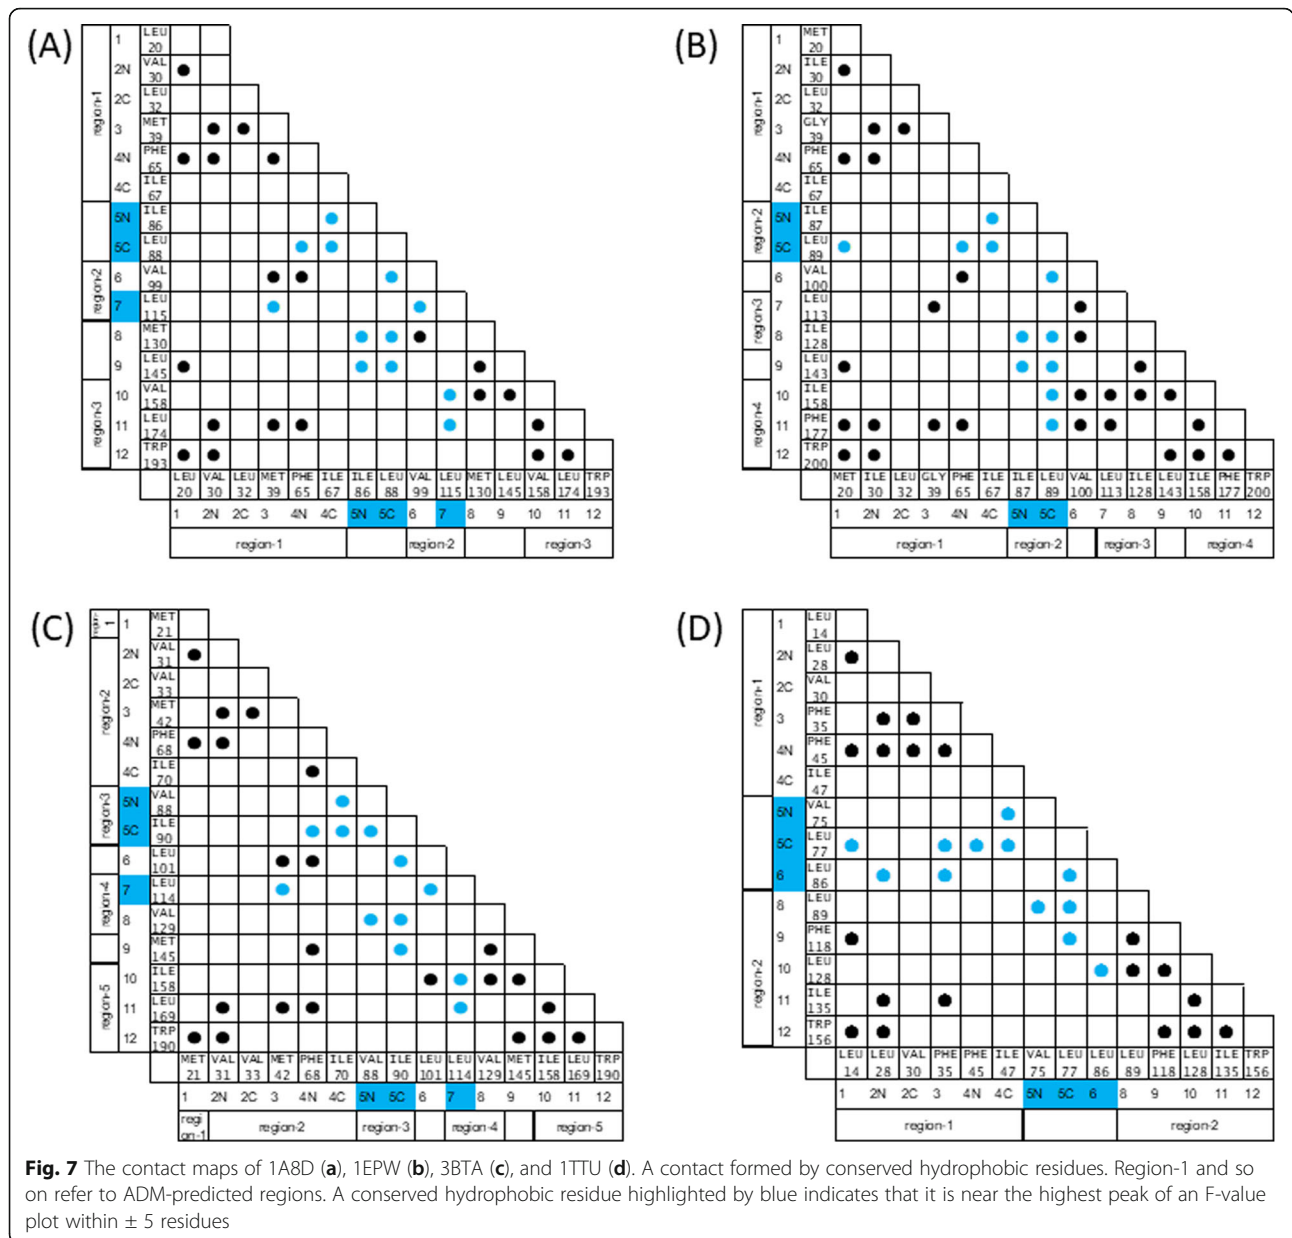 (A)
region-1
region-2
region-3
1 LEU 20
2N VAL 30
2C LEU 32
3 MET 39
4N PHE 65
4C ILE 67
5N ILE 86
5C LEU 88
6 VAL 99
7 LEU 115
8 MET 130
9 LEU 145
10 VAL 158
11 LEU 174
12 TRP 193
LEU VAL LEU MET PHE ILE ILE LEU VAL LEU MET LEU VAL LEU TRP
20 30 32 39 65 67 86 88 99 115 130 145 158 174 193
1 2N 2C 3 4N 4C 5N 5C 6 7 8 9 10 11 12
region-1 region-2 region-3
(B)
region-1
region-2
region-3
region-4
1 MET 20
2N ILE 30
2C LEU 32
3 GLY 39
4N PHE 65
4C ILE 67
5N ILE 87
5C LEU 89
6 VAL 100
7 LEU 113
8 ILE 128
9 LEU 143
10 ILE 158
11 PHE 177
12 TRP 200
MET ILE LEU GLY PHE ILE ILE LEU VAL LEU ILE LEU ILE PHE TRP
20 30 32 39 65 67 87 89 100 113 128 143 158 177 200
1 2N 2C 3 4N 4C 5N 5C 6 7 8 9 10 11 12
region-1 region-2 region-3 region-4
(C)
region-1
region-2
region-3
region-4
region-5
1 MET 21
2N VAL 31
2C VAL 33
3 MET 42
4N PHE 68
4C ILE 70
5N VAL 88
5C ILE 90
6 LEU 101
7 LEU 114
8 VAL 129
9 MET 145
10 ILE 158
11 LEU 169
12 TRP 190
MET VAL VAL MET PHE ILE VAL ILE LEU LEU VAL MET ILE LEU TRP
21 31 33 42 68 70 88 90 101 114 129 145 158 169 190
1 2N 2C 3 4N 4C 5N 5C 6 7 8 9 10 11 12
regi on-1 region-2 region-3 region-4 region-5
(D)
region-1
region-2
1 LEU 14
2N LEU 28
2C VAL 30
3 PHE 35
4N PHE 45
4C ILE 47
5N VAL 75
5C LEU 77
6 LEU 86
8 LEU 89
9 PHE 118
10 LEU 128
11 ILE 135
12 TRP 156
LEU LEU VAL PHE PHE ILE VAL LEU LEU LEU PHE LEU ILE TRP
14 28 30 35 45 47 75 77 86 89 118 128 135 156
1 2N 2C 3 4N 4C 5N 5C 6 8 9 10 11 12
region-1 region-2
Fig. 7 The contact maps of 1A8D (a), 1EPW (b), 3BTA (c), and 1TTU (d). A contact formed by conserved hydrophobic residues. Region-1 and so
on refer to ADM-predicted regions. A conserved hydrophobic residue highlighted by blue indicates that it is near the highest peak of an F-value
plot within ± 5 residues